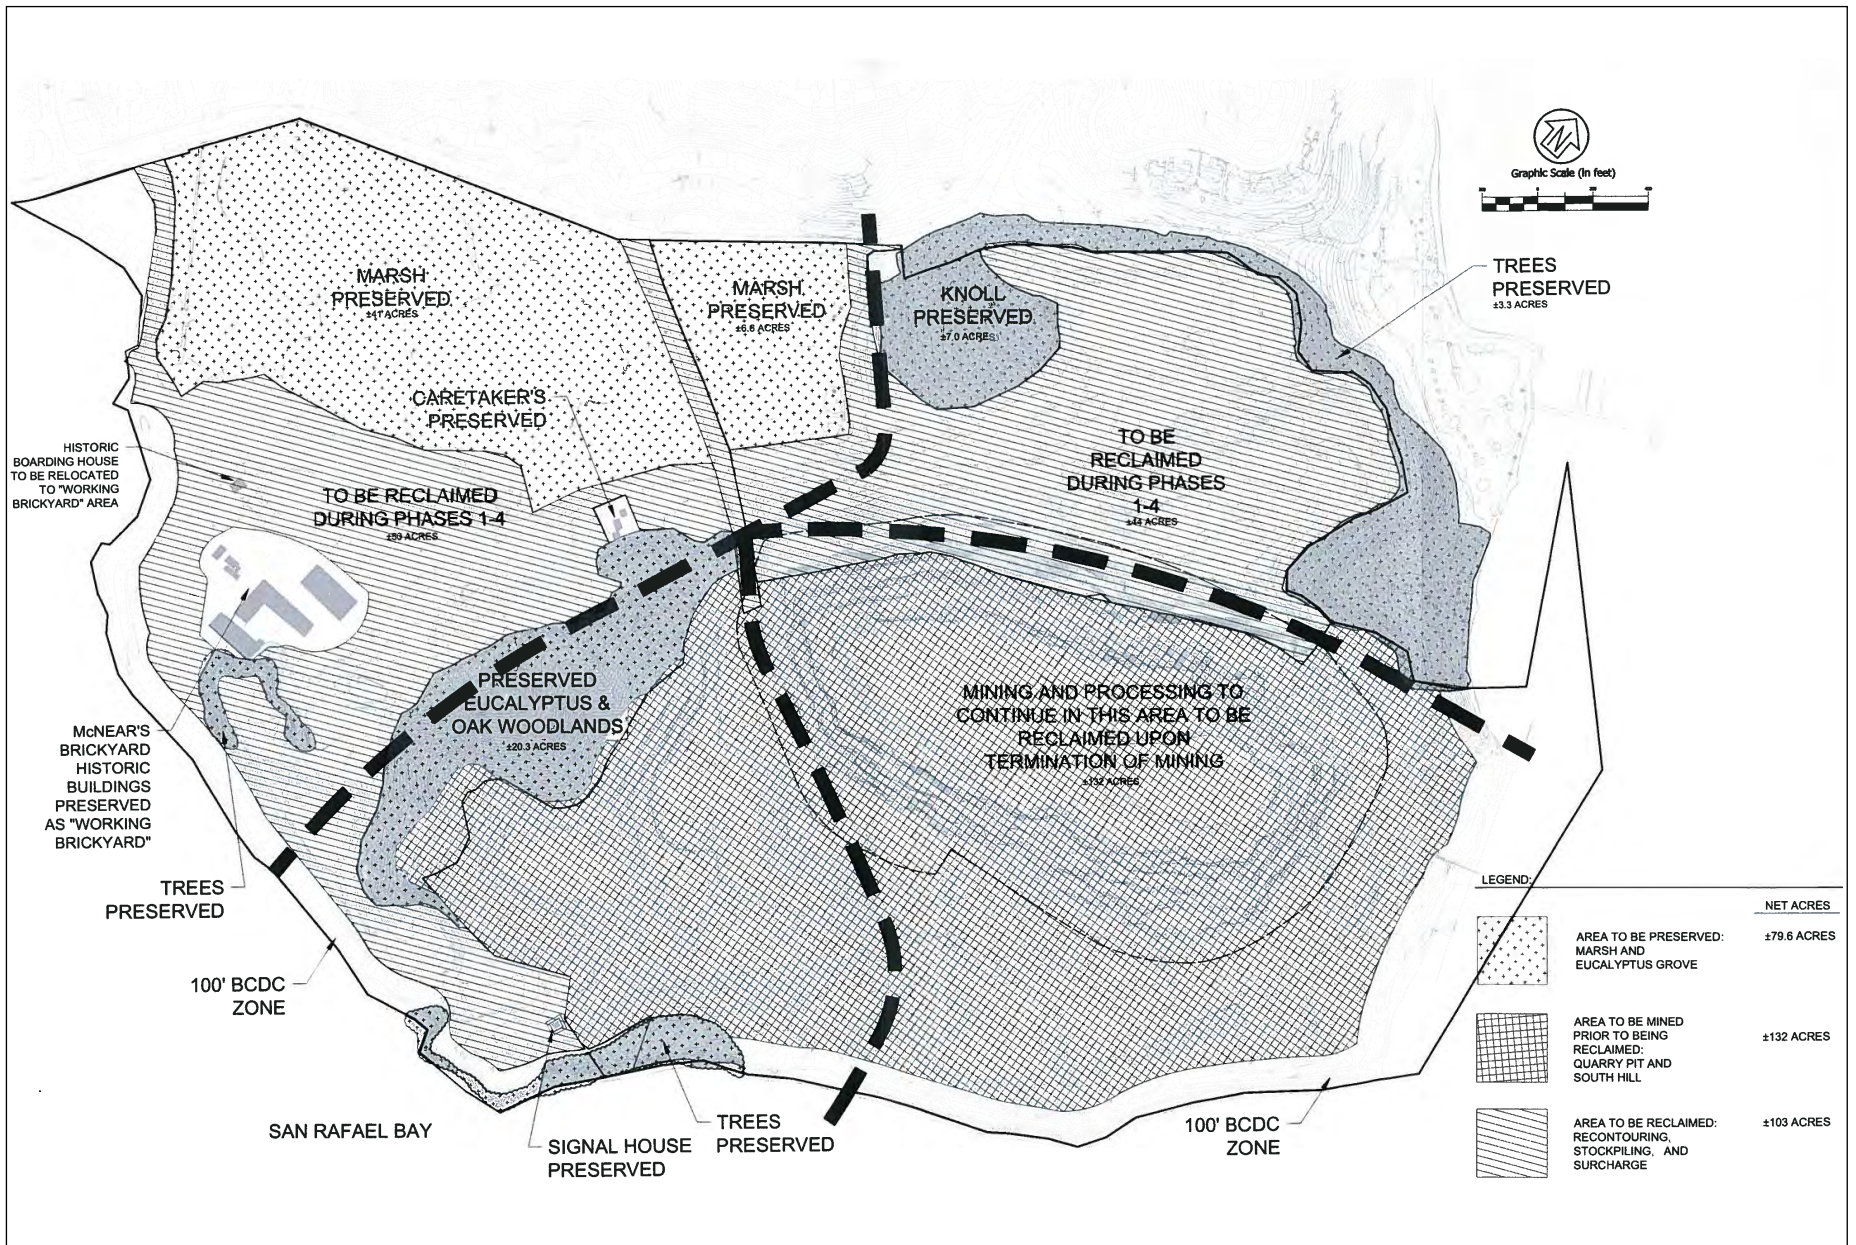 Graphic Scale (in feet)
TREES
PRESERVED
±3.3 ACRES
MARSH
PRESERVED
±41 ACRES
MARSH
PRESERVED
±6.6 ACRES
KNOLL
PRESERVED
±7.0 ACRES
CARETAKER'S
PRESERVED
HISTORIC
BOARDING HOUSE
TO BE RELOCATED
TO "WORKING
BRICKYARD" AREA
TO BE RECLAIMED
DURING PHASES 1-4
TO BE
RECLAIMED
DURING PHASES
1-4
±44 ACRES
PRESERVED
EUCALYPTUS &
OAK WOODLANDS
±20.3 ACRES
MINING AND PROCESSING TO
CONTINUE IN THIS AREA TO BE
RECLAIMED UPON
TERMINATION OF MINING
±132 ACRES
McNEAR'S
BRICKYARD
HISTORIC
BUILDINGS
PRESERVED
AS "WORKING
BRICKYARD"
TREES
PRESERVED
100' BCDC
ZONE
SAN RAFAEL BAY
SIGNAL HOUSE
PRESERVED
TREES
PRESERVED
100' BCDC
ZONE
LEGEND:
NET ACRES
AREA TO BE PRESERVED:
MARSH AND
EUCALYPTUS GROVE
±79.6 ACRES
AREA TO BE MINED
PRIOR TO BEING
RECLAIMED:
QUARRY PIT AND
SOUTH HILL
±132 ACRES
AREA TO BE RECLAIMED:
RECONTOURING,
STOCKPILING, AND
SURCHARGE
±103 ACRES